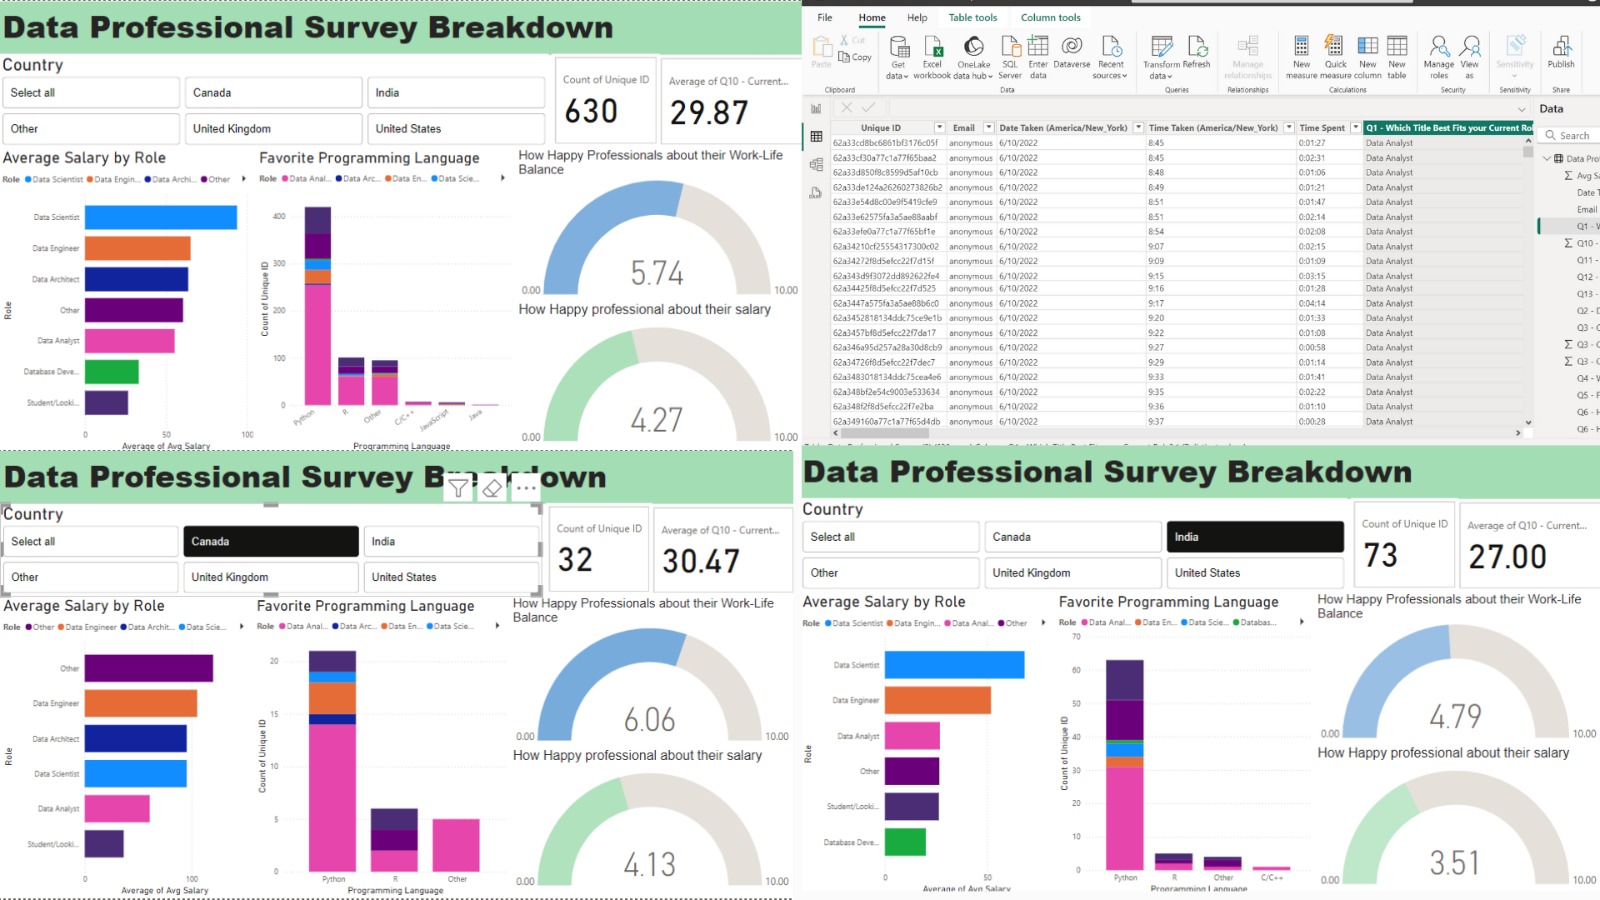 Data Professional Survey Breakdown
Country
Select all
Canada
India
Other
United Kingdom
United States
Count of Unique ID
630
Average of Q10 - Current...
29.87
Average Salary by Role
Role Data Scientist Data Engin... Data Archi... Other
Data Scientist
Data Engineer
Data Architect
Other
Data Analyst
Database Deve...
Student/Looki...
Role
0 50 100
Average of Avg Salary
Favorite Programming Language
Role Data Anal... Data Arc... Data En... Data Scie...
400
300
200
100
0
Count of Unique ID
Python R Other C/C++ JavaScript Java
Programming Language
How Happy Professionals about their Work-Life
Balance
5.74
0.00 10.00
How Happy professional about their salary
4.27
0.00 10.00
File Home Help Table tools Column tools
Paste
Cut
Copy
Get
data
Excel
workbook
OneLake
data hub
SQL
Server
Enter
data
Dataverse
Recent
sources
Transform
data
Refresh
Manage
relationships
New
measure
Quick
measure
New
column
New
table
Manage
roles
View
as
Sensitivity
Publish
Clipboard Data Queries Relationships Calculations Security Sensitivity Share
Data
Search
Data Pro
Avg Sa
Date T
Email
Q1 - W
Q10 -
Q11 -
Q12 -
Q13 -
Q2 - D
Q3 - C
Q3 - C
Q3 - C
Q4 - W
Q5 - F
Q6 - H
Q6 - H
Unique ID Email Date Taken (America/New_York) Time Taken (America/New_York) Time Spent Q1 - Which Title Best Fits your Current Rol
62a33cd8bc6861bf3176c05f anonymous 6/10/2022 8:45 0:01:27 Data Analyst
62a33cf30a77c1a77f65baa2 anonymous 6/10/2022 8:45 0:02:31 Data Analyst
62a33d850f8c8599d5af10cb anonymous 6/10/2022 8:48 0:01:06 Data Analyst
62a33de124a26260273826b2 anonymous 6/10/2022 8:49 0:01:21 Data Analyst
62a33e54d8c00e9f5419cfe9 anonymous 6/10/2022 8:51 0:01:47 Data Analyst
62a33e62575fa3a5ae88aabf anonymous 6/10/2022 8:51 0:02:14 Data Analyst
62a33efe0a77c1a77f65bf1e anonymous 6/10/2022 8:54 0:02:08 Data Analyst
62a34210cf25554317300c02 anonymous 6/10/2022 9:07 0:02:15 Data Analyst
62a34272f8d5efcc22f7d15f anonymous 6/10/2022 9:09 0:01:09 Data Analyst
62a343d9f3072dd892622fe4 anonymous 6/10/2022 9:15 0:03:15 Data Analyst
62a34425f8d5efcc22f7d525 anonymous 6/10/2022 9:16 0:01:28 Data Analyst
62a3447a575fa3a5ae88b6c0 anonymous 6/10/2022 9:17 0:04:14 Data Analyst
62a3452818134ddc75ce9e1b anonymous 6/10/2022 9:20 0:01:33 Data Analyst
62a3457bf8d5efcc22f7da17 anonymous 6/10/2022 9:22 0:01:08 Data Analyst
62a346a95d257a28a30d8cb9 anonymous 6/10/2022 9:27 0:00:58 Data Analyst
62a34726f8d5efcc22f7dec7 anonymous 6/10/2022 9:29 0:01:14 Data Analyst
62a3483018134ddc75cea4e6 anonymous 6/10/2022 9:33 0:01:41 Data Analyst
62a348bf2e54c9003e533634 anonymous 6/10/2022 9:35 0:02:22 Data Analyst
62a348f2f8d5efcc22f7e2ba anonymous 6/10/2022 9:36 0:01:10 Data Analyst
62a349160a77c1a77f65d4db anonymous 6/10/2022 9:37 0:00:28 Data Analyst
Data Professional Survey Breakdown
Country
Select all
Canada
India
Other
United Kingdom
United States
Count of Unique ID
32
Average of Q10 - Current...
30.47
Average Salary by Role
Role Other Data Engineer Data Archit... Data Scie...
Other
Data Engineer
Data Architect
Data Scientist
Data Analyst
Student/Looki...
Role
0 100
Average of Avg Salary
Favorite Programming Language
Role Data Anal... Data Arc... Data En... Data Scie...
20
15
10
5
0
Count of Unique ID
Python R Other
Programming Language
How Happy Professionals about their Work-Life
Balance
6.06
0.00 10.00
How Happy professional about their salary
4.13
0.00 10.00
Data Professional Survey Breakdown
Country
Select all
Canada
India
Other
United Kingdom
United States
Count of Unique ID
73
Average of Q10 - Current...
27.00
Average Salary by Role
Role Data Scientist Data Engin... Data Anal... Other
Data Scientist
Data Engineer
Data Analyst
Other
Student/Looki...
Database Deve...
Role
0 50
Average of Avg Salary
Favorite Programming Language
Role Data Anal... Data En... Data Scie... Databas...
70
60
50
40
30
20
10
0
Count of Unique ID
Python R Other C/C++
Programming Language
How Happy Professionals about their Work-Life
Balance
4.79
0.00 10.00
How Happy professional about their salary
3.51
0.00 10.00